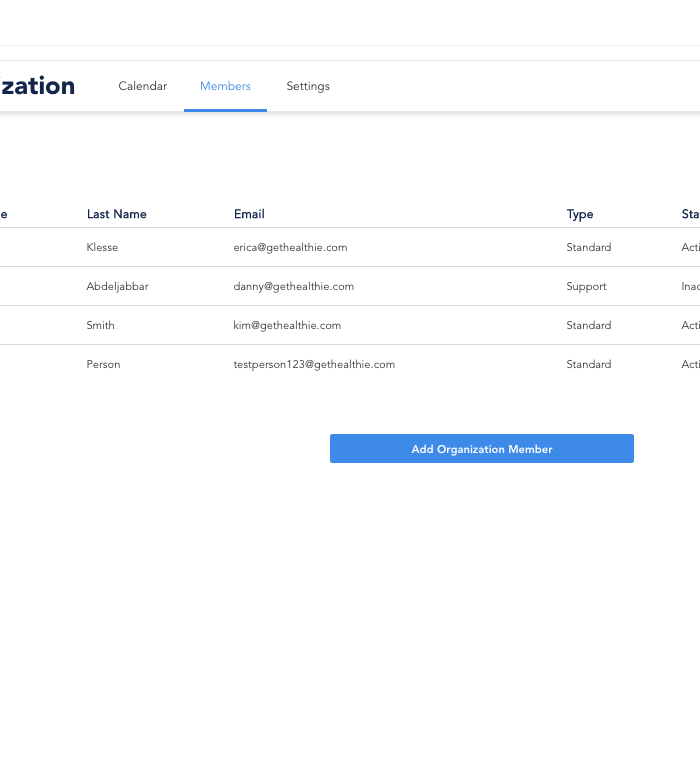 ization Calendar Members Settings
e Last Name Email Type Sta
Klesse erica@gethealthie.com Standard Acti
Abdeljabbar danny@gethealthie.com Support Inac
Smith kim@gethealthie.com Standard Acti
Person testperson123@gethealthie.com Standard Acti
Add Organization Member